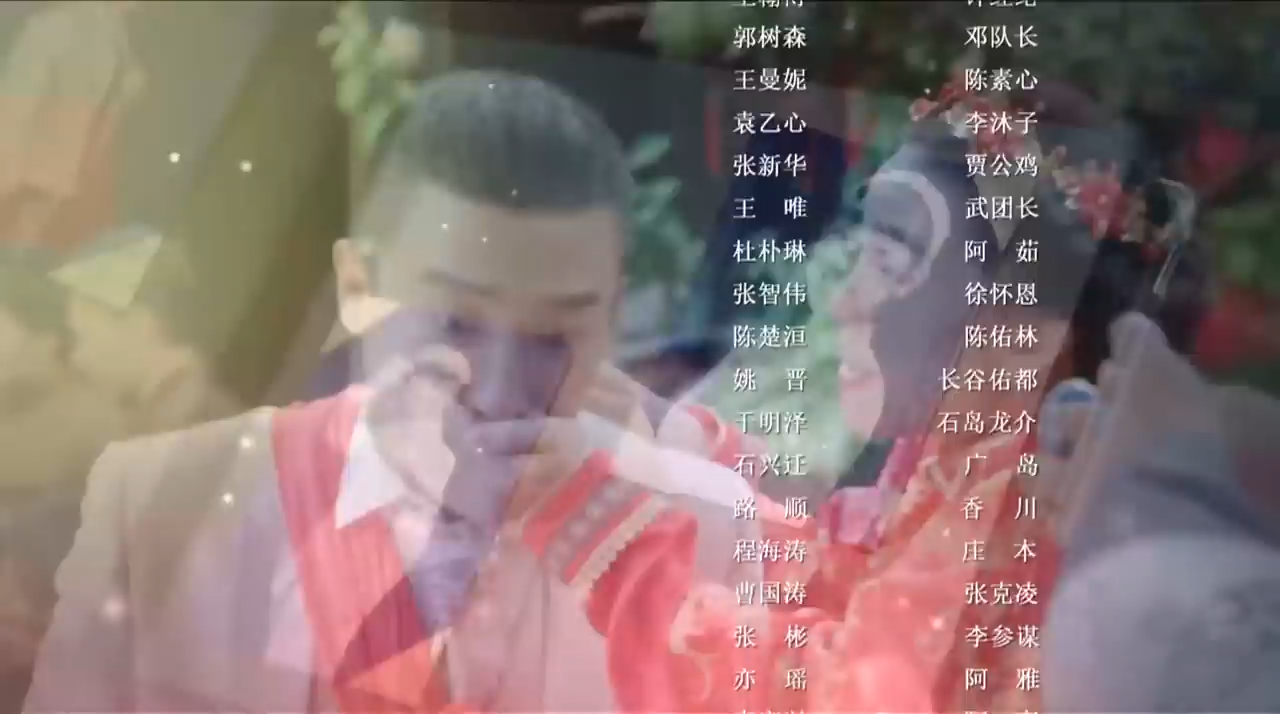 郭树森 邓队长
王曼妮 陈素心
袁乙心 李沐子
张新华 贾公鸡
王 唯 武团长
杜朴琳 阿 茹
张智伟 徐怀恩
陈楚洹 陈佑林
姚 晋 长谷佑都
于明泽 石岛龙介
石兴迁 广 岛
路 顺 香 川
程海涛 庄 本
曹国涛 张克凌
张 彬 李参谋
亦 瑶 阿 雅